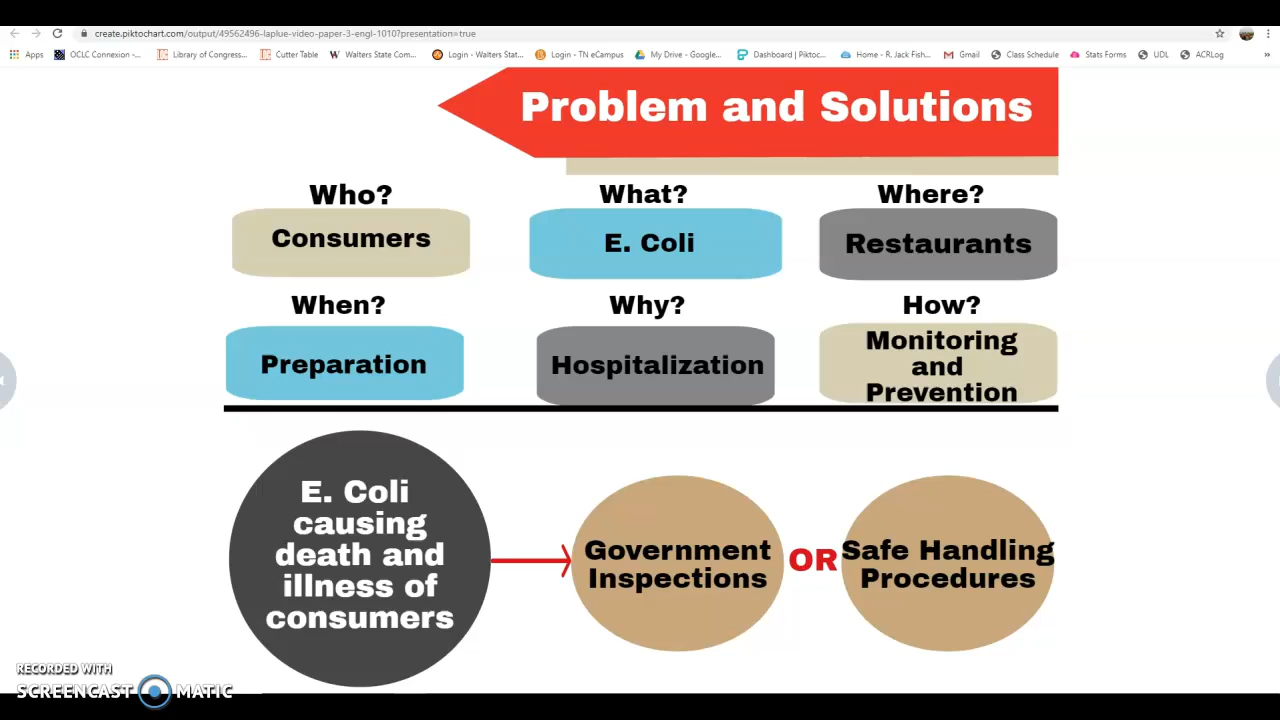 create.piktochart.com/output/49562496-laplue-video-paper-3-engl-1010?presentation=true
Apps OCLC Connexion -... Library of Congress... Cutter Table Walters State Com... Login - Walters Stat... Login - TN eCampus My Drive - Google... Dashboard | Piktoc... Home - R. Jack Fish... Gmail Class Schedule Stats Forms UDL ACRLog »
Problem and Solutions
Who? What? Where?
Consumers E. Coli Restaurants
When? Why? How?
Preparation Hospitalization Monitoring
and
Prevention
E. Coli
causing
death and
illness of
consumers
Government
Inspections
OR
Safe Handling
Procedures
RECORDED WITH
SCREENCAST MATIC